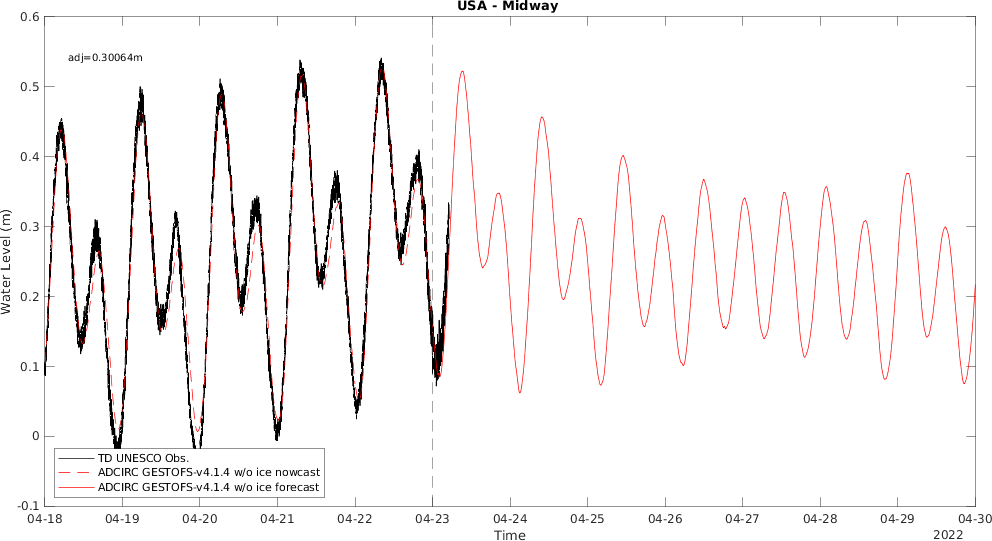 USA - Midway
adj=0.30064m
0.6
0.5
0.4
0.3
0.2
0.1
0
-0.1
Water Level (m)
TD UNESCO Obs.
ADCIRC GESTOFS-v4.1.4 w/o ice nowcast
ADCIRC GESTOFS-v4.1.4 w/o ice forecast
04-18 04-19 04-20 04-21 04-22 04-23 04-24 04-25 04-26 04-27 04-28 04-29 04-30
Time
2022